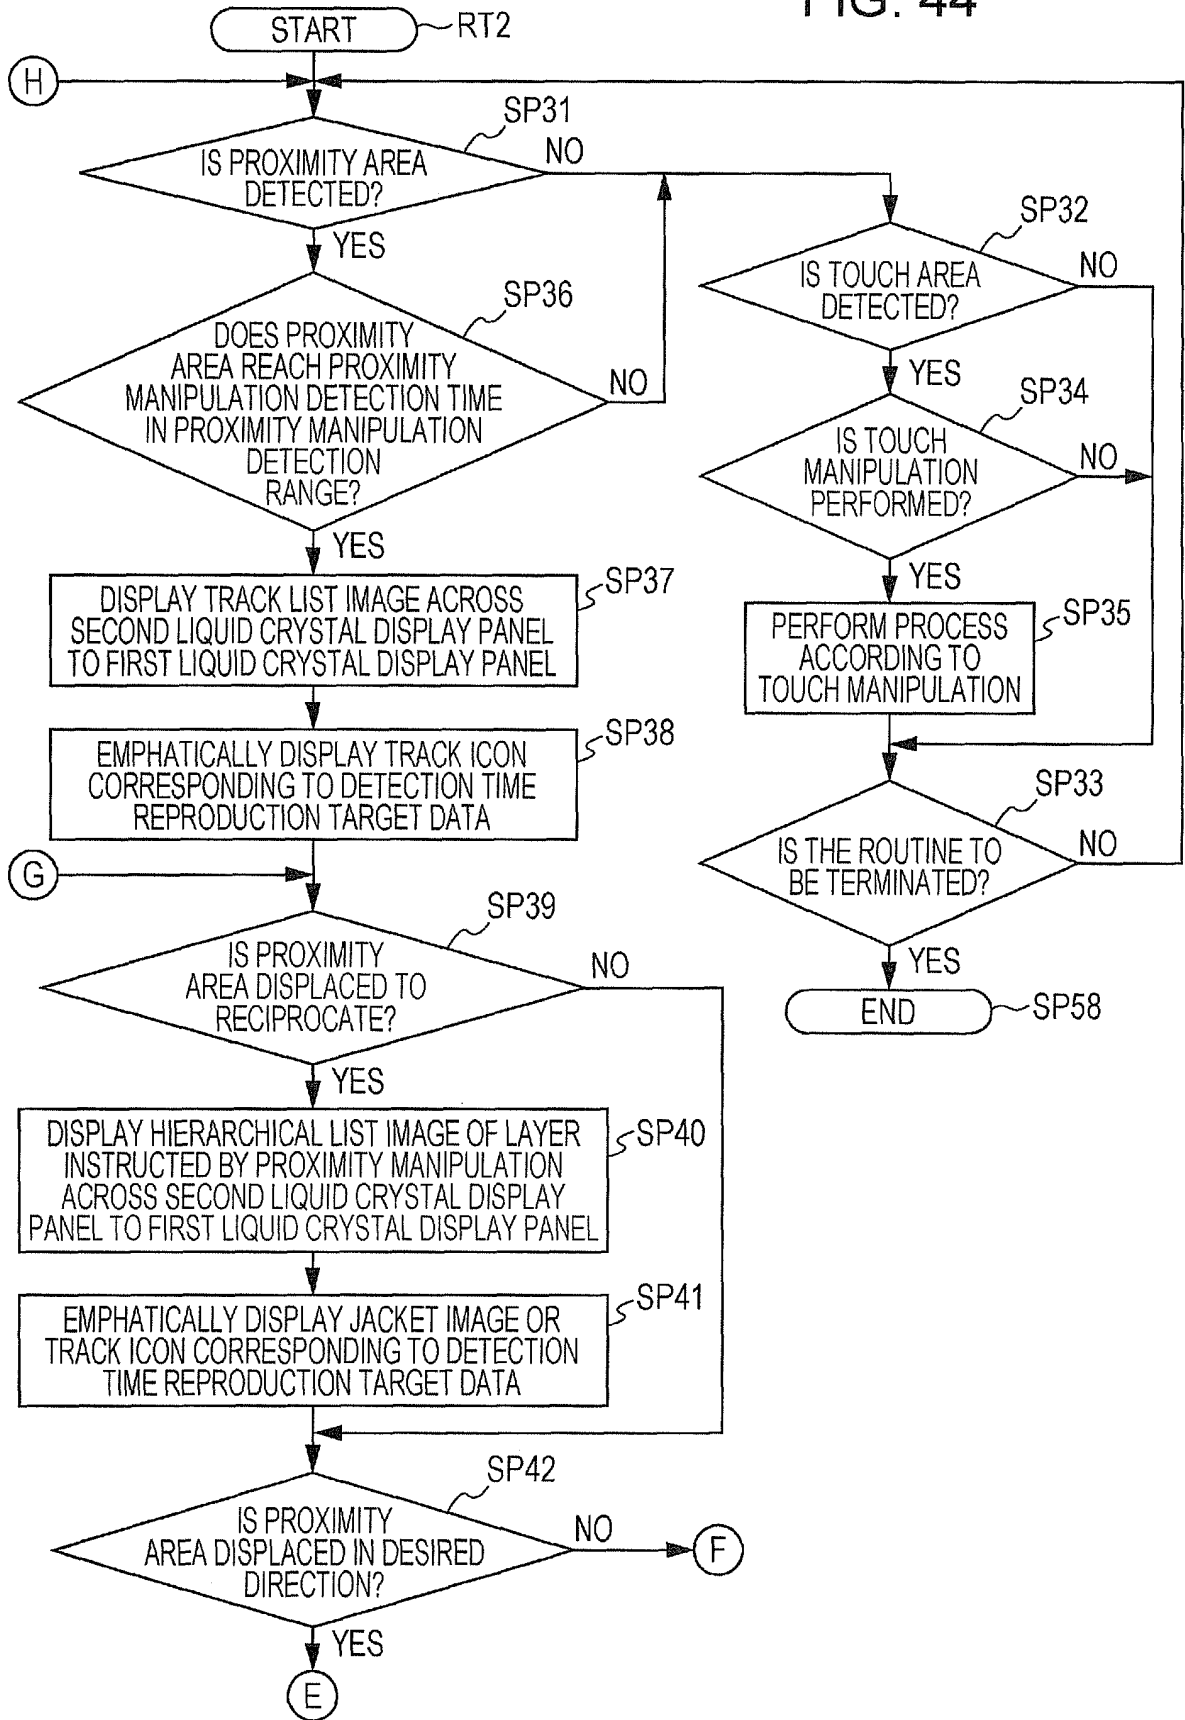 FIG. 44
START
RT2
H
SP31
IS PROXIMITY AREA
DETECTED?
NO
YES
SP36
DOES PROXIMITY
AREA REACH PROXIMITY
MANIPULATION DETECTION TIME
IN PROXIMITY MANIPULATION
DETECTION
RANGE?
NO
YES
SP37
DISPLAY TRACK LIST IMAGE ACROSS
SECOND LIQUID CRYSTAL DISPLAY PANEL
TO FIRST LIQUID CRYSTAL DISPLAY PANEL
SP38
EMPHATICALLY DISPLAY TRACK ICON
CORRESPONDING TO DETECTION TIME
REPRODUCTION TARGET DATA
G
SP39
IS PROXIMITY
AREA DISPLACED TO
RECIPROCATE?
NO
YES
SP40
DISPLAY HIERARCHICAL LIST IMAGE OF LAYER
INSTRUCTED BY PROXIMITY MANIPULATION
ACROSS SECOND LIQUID CRYSTAL DISPLAY
PANEL TO FIRST LIQUID CRYSTAL DISPLAY PANEL
SP41
EMPHATICALLY DISPLAY JACKET IMAGE OR
TRACK ICON CORRESPONDING TO DETECTION
TIME REPRODUCTION TARGET DATA
SP42
IS PROXIMITY
AREA DISPLACED IN DESIRED
DIRECTION?
NO
F
YES
E
SP32
IS TOUCH AREA
DETECTED?
NO
YES
SP34
IS TOUCH
MANIPULATION
PERFORMED?
NO
YES
SP35
PERFORM PROCESS
ACCORDING TO
TOUCH MANIPULATION
SP33
IS THE ROUTINE TO
BE TERMINATED?
NO
YES
END
SP58